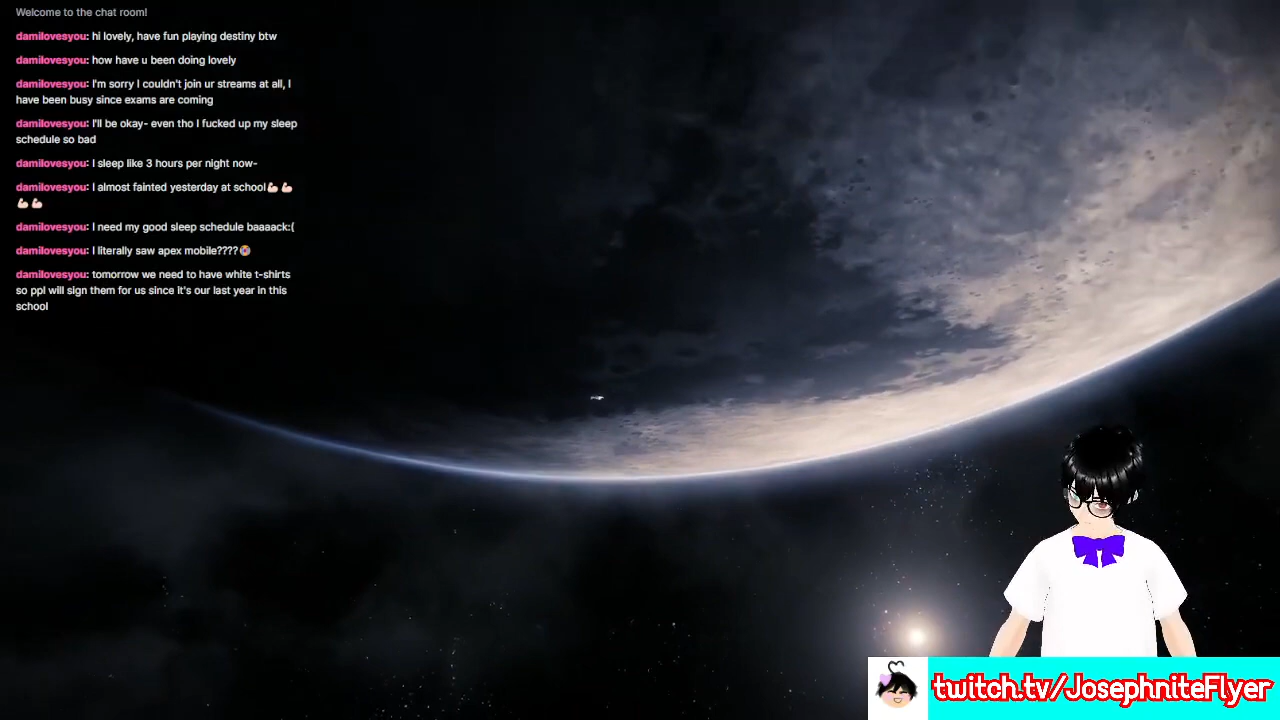 Welcome to the chat room!
damilovesyou: hi lovely, have fun playing destiny btw
damilovesyou: how have u been doing lovely
damilovesyou: I'm sorry I couldn't join ur streams at all, I
have been busy since exams are coming
damilovesyou: I'll be okay- even tho I fucked up my sleep
schedule so bad
damilovesyou: I sleep like 3 hours per night now-
damilovesyou: I almost fainted yesterday at school💪🏻💪🏻
💪🏻💪🏻
damilovesyou: I need my good sleep schedule baaaack:(
damilovesyou: I literally saw apex mobile????😭
damilovesyou: tomorrow we need to have white t-shirts
so ppl will sign them for us since it's our last year in this
school
twitch.tv/JosephniteFlyer